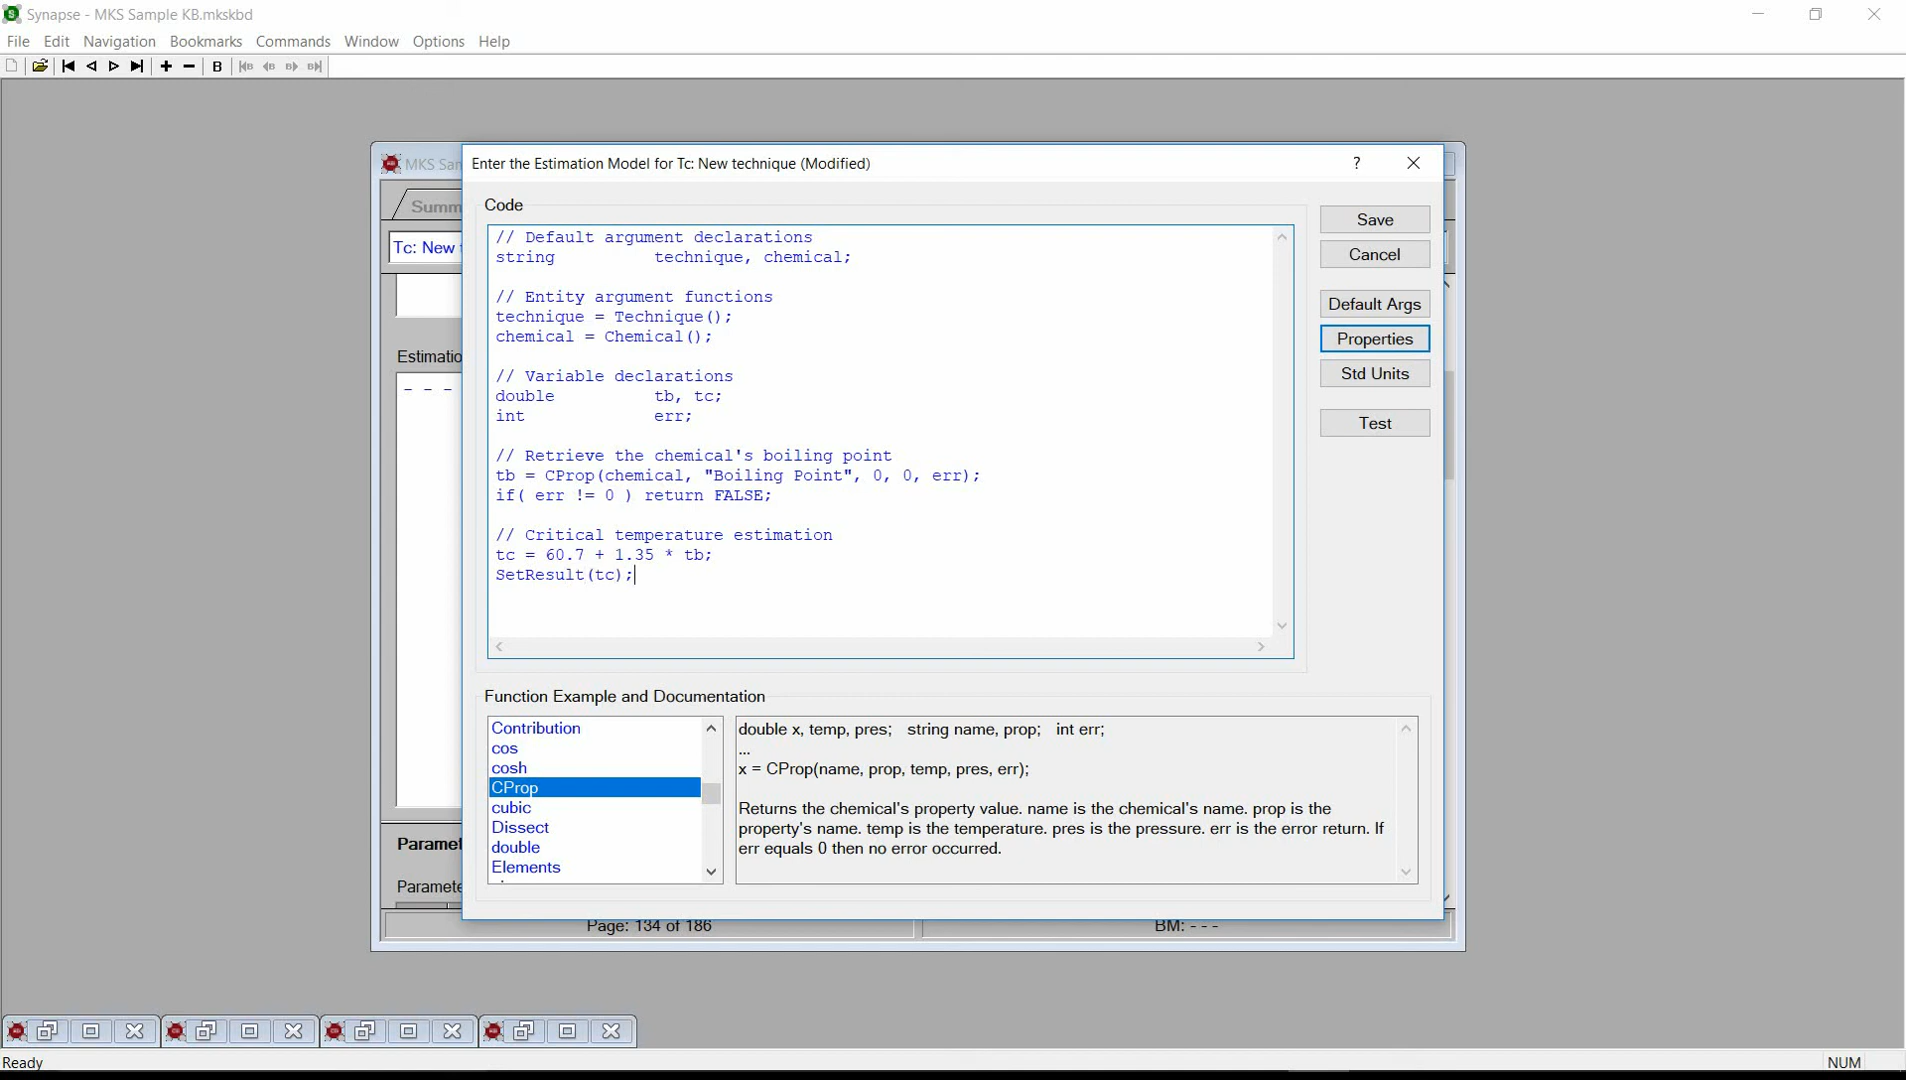 Synapse - MKS Sample KB.mkskbd
File Edit Navigation Bookmarks Commands Window Options Help
B
MKS Sam
Enter the Estimation Model for Tc: New technique (Modified)
?
Summ
Tc: New
Estimatio
- - -
Code
// Default argument declarations
string technique, chemical;
// Entity argument functions
technique = Technique();
chemical = Chemical();
// Variable declarations
double tb, tc;
int err;
// Retrieve the chemical's boiling point
tb = CProp(chemical, "Boiling Point", 0, 0, err);
if( err != 0 ) return FALSE;
// Critical temperature estimation
tc = 60.7 + 1.35 * tb;
SetResult(tc);
Save
Cancel
Default Args
Properties
Std Units
Test
Function Example and Documentation
Contribution
cos
cosh
CProp
cubic
Dissect
double
Elements
double x, temp, pres; string name, prop; int err;
...
x = CProp(name, prop, temp, pres, err);
Returns the chemical's property value. name is the chemical's name. prop is the
property's name. temp is the temperature. pres is the pressure. err is the error return. If
err equals 0 then no error occurred.
Paramet
Paramete
Page: 134 of 186
BM: - - -
Ready
NUM